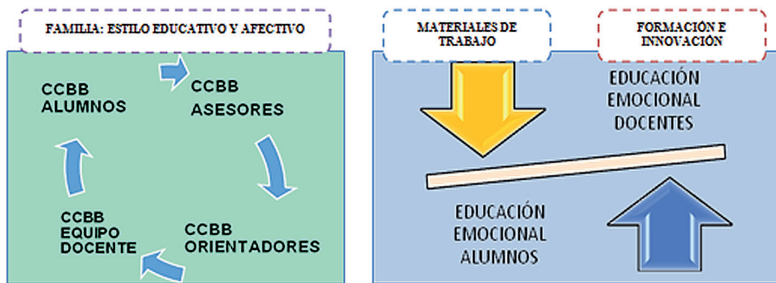 FAMILIA: ESTILO EDUCATIVO Y AFECTIVO
CCBB
ALUMNOS
CCBB
ASESORES
CCBB
EQUIPO
DOCENTE
CCBB
ORIENTADORES
MATERIALES DE
TRABAJO
FORMACIÓN E
INNOVACIÓN
EDUCACIÓN
EMOCIONAL
DOCENTES
EDUCACIÓN
EMOCIONAL
ALUMNOS